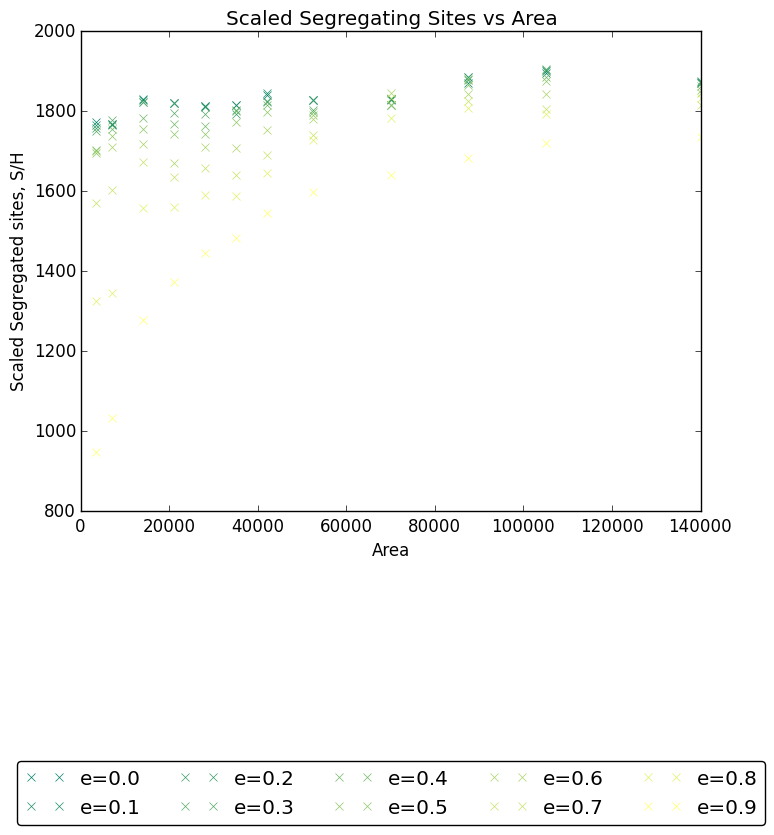 Scaled Segregating Sites vs Area
2000
1800
1600
1400
1200
1000
800
Scaled Segregated sites, S/H
0 20000 40000 60000 80000 100000 120000 140000
Area
e=0.0 e=0.2 e=0.4 e=0.6 e=0.8
e=0.1 e=0.3 e=0.5 e=0.7 e=0.9